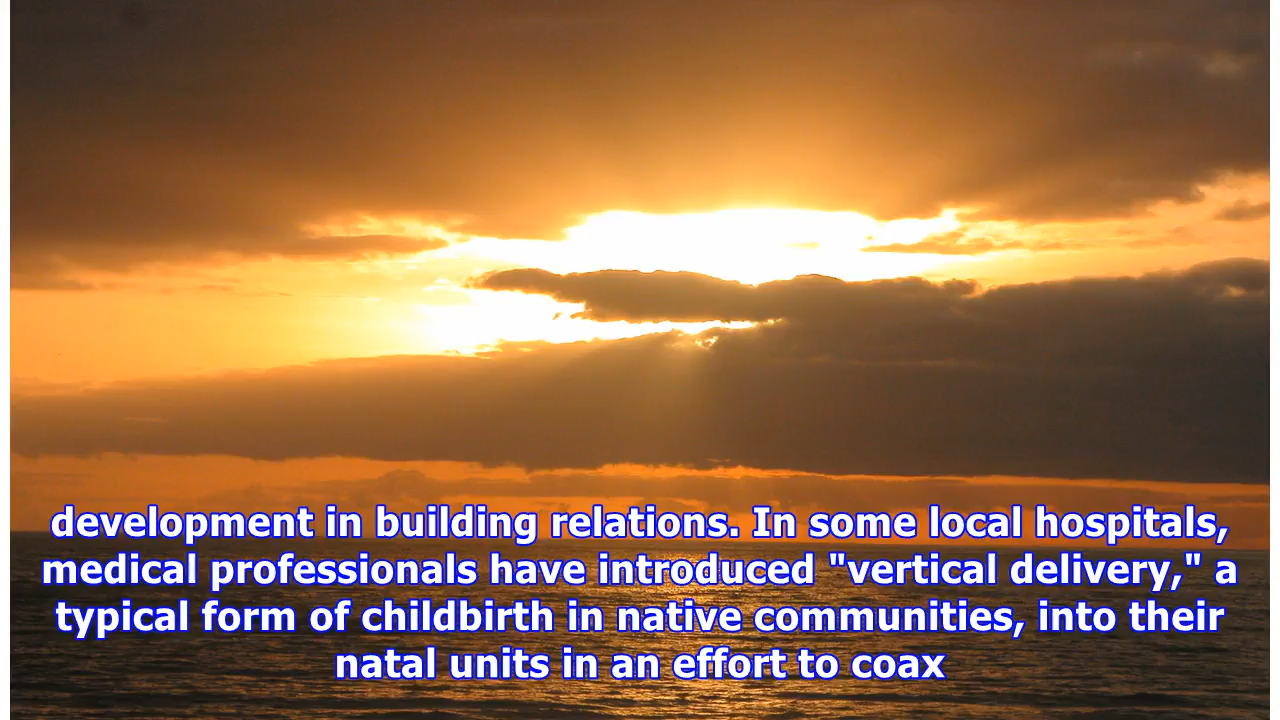 development in building relations. In some local hospitals,
medical professionals have introduced "vertical delivery," a
typical form of childbirth in native communities, into their
natal units in an effort to coax